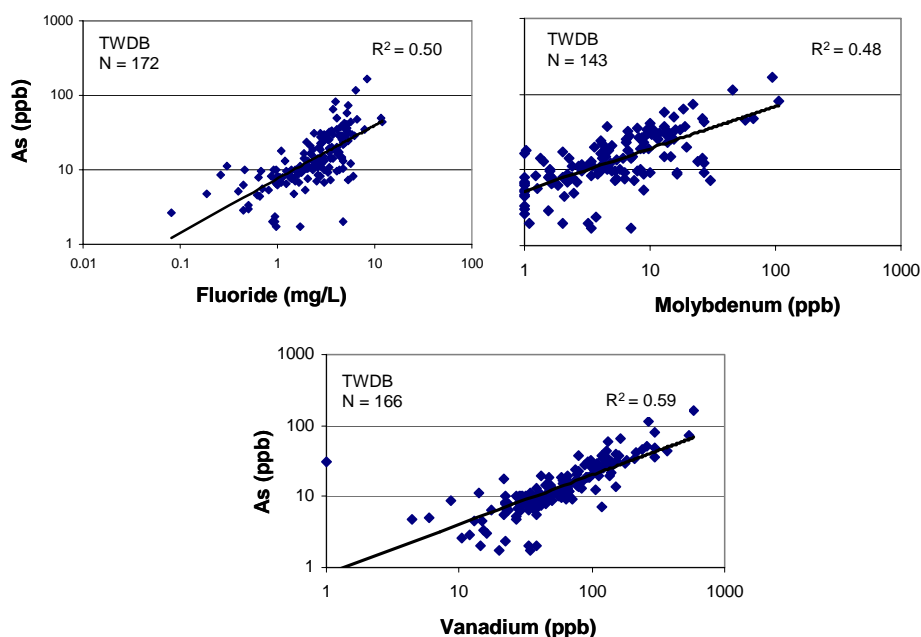 1000
100
10
1
As (ppb)
TWDB
N = 172
R² = 0.50
0.01 0.1 1 10 100
Fluoride (mg/L)
TWDB
N = 143
R² = 0.48
1 10 100 1000
Molybdenum (ppb)
1000
100
10
1
As (ppb)
TWDB
N = 166
R² = 0.59
1 10 100 1000
Vanadium (ppb)